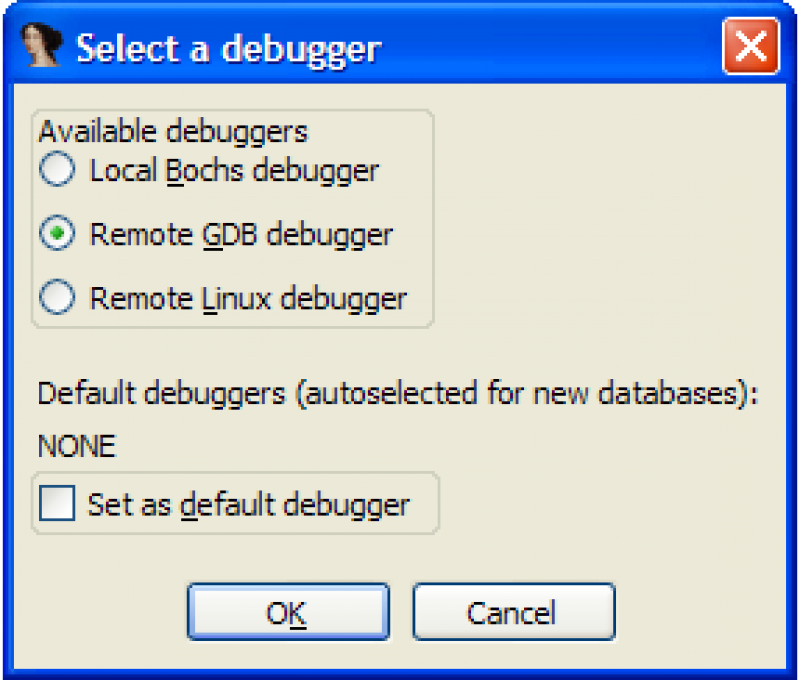 Select a debugger
Available debuggers
Local Bochs debugger
Remote GDB debugger
Remote Linux debugger
Default debuggers (autoselected for new databases):
NONE
Set as default debugger
OK
Cancel